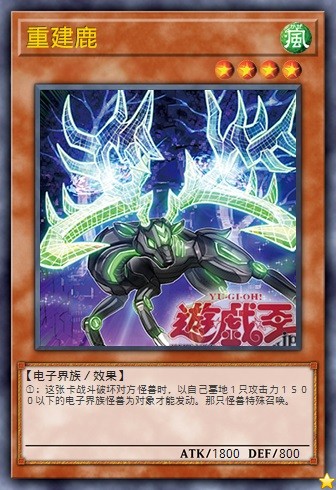 重建鹿
風
YU-GI-OH!
遊戯王
【电子界族／效果】
①：这张卡战斗破坏对方怪兽时，以自己墓地１只攻击力１５０
０以下的电子界族怪兽为对象才能发动。那只怪兽特殊召唤。
ATK/1800 DEF/800